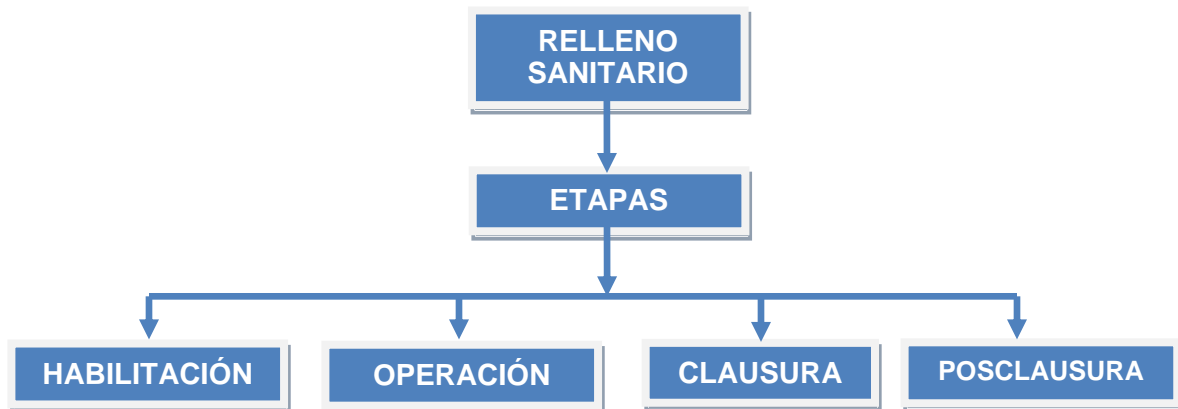 RELLENO
SANITARIO
ETAPAS
HABILITACIÓN
OPERACIÓN
CLAUSURA
POSCLAUSURA